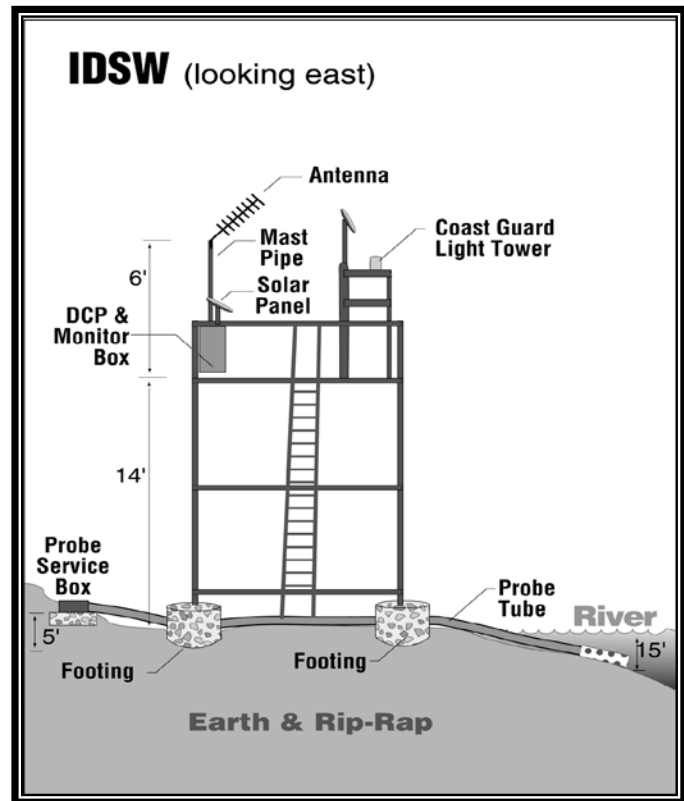 IDSW (looking east)
Antenna
Mast
Pipe
Coast Guard
Light Tower
6'
Solar
Panel
DCP &
Monitor
Box
14'
Probe
Service
Box
Probe
Tube
River
5'
15'
Footing
Footing
Earth & Rip-Rap